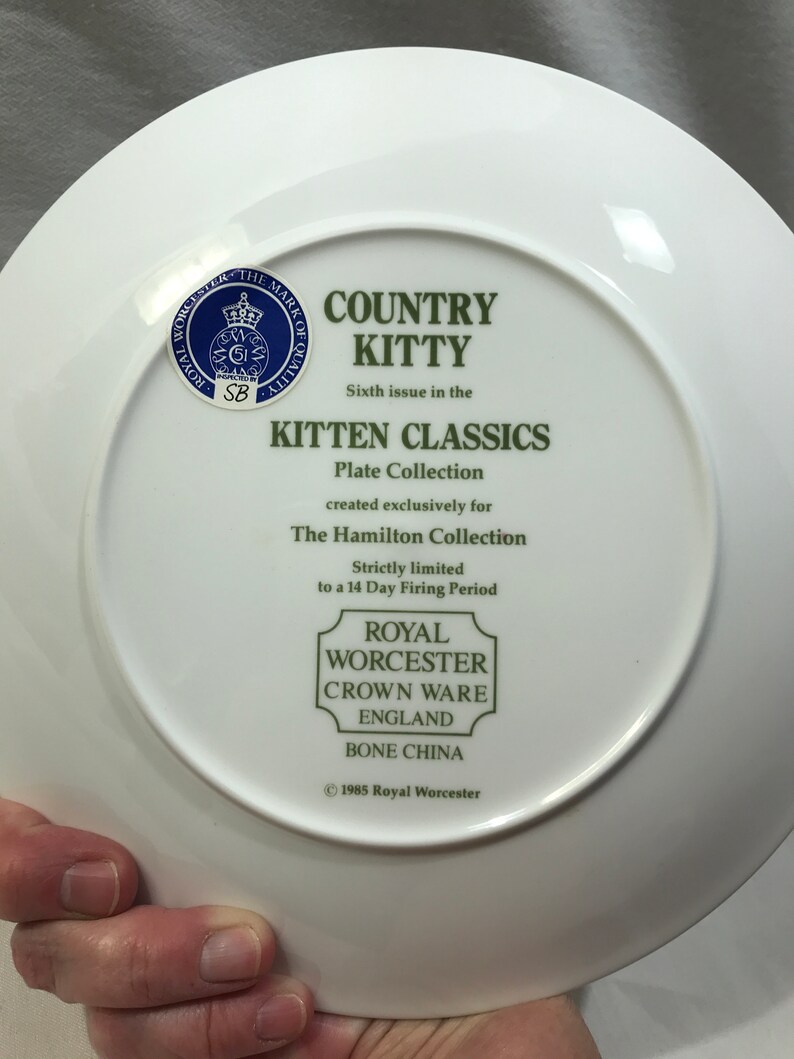 ROYAL WORCESTER · THE MARK OF QUALITY ·
51
INSPECTED BY
SB
COUNTRY
KITTY
Sixth issue in the
KITTEN CLASSICS
Plate Collection
created exclusively for
The Hamilton Collection
Strictly limited
to a 14 Day Firing Period
ROYAL
WORCESTER
CROWN WARE
ENGLAND
BONE CHINA
© 1985 Royal Worcester